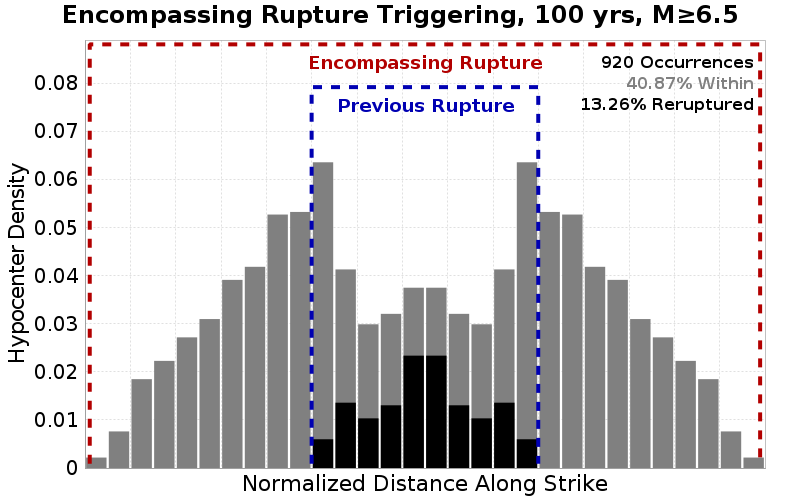 Encompassing Rupture Triggering, 100 yrs, M≥6.5
Encompassing Rupture
920 Occurrences
40.87% Within
Previous Rupture
13.26% Reruptured
Hypocenter Density
0.08
0.07
0.06
0.05
0.04
0.03
0.02
0.01
0
Normalized Distance Along Strike